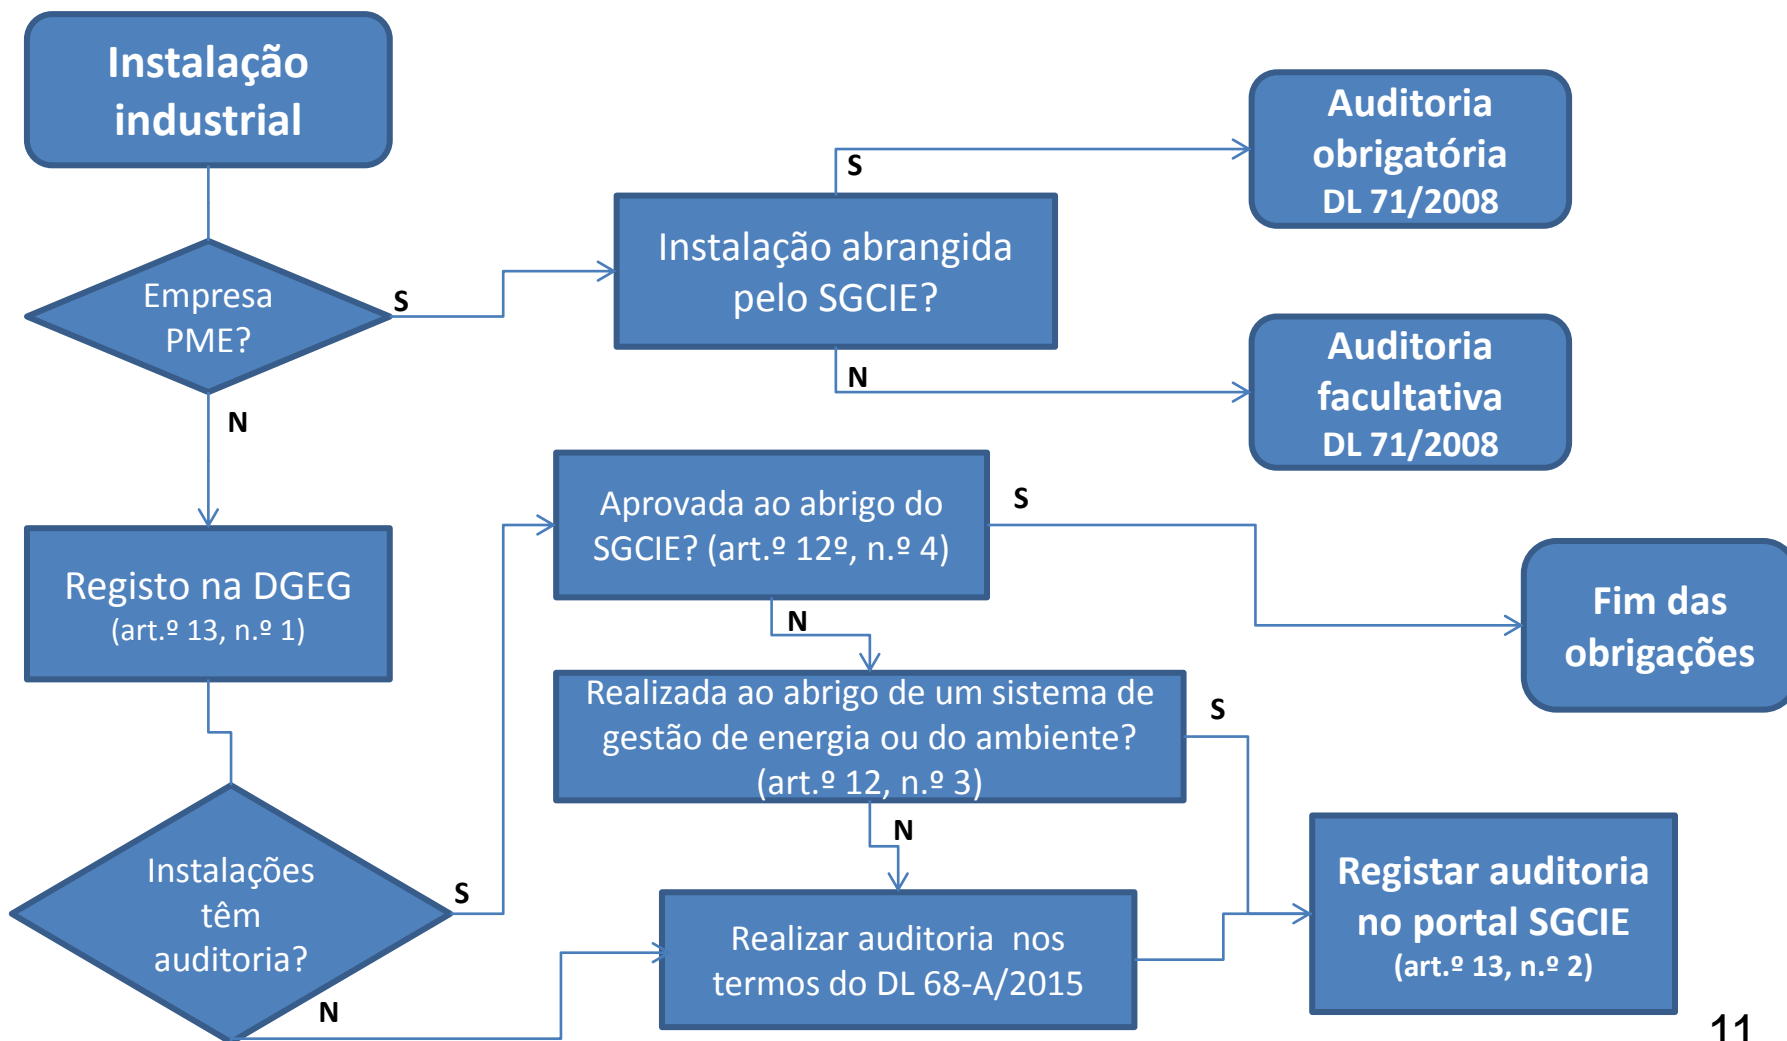 Instalação
industrial
Empresa
PME?
S
N
Instalação abrangida
pelo SGCIE?
S
N
Auditoria
obrigatória
DL 71/2008
Auditoria
facultativa
DL 71/2008
Registo na DGEG
(art.º 13, n.º 1)
Instalações
têm
auditoria?
S
N
Aprovada ao abrigo do
SGCIE? (art.º 12º, n.º 4)
S
N
Fim das
obrigações
Realizada ao abrigo de um sistema de
gestão de energia ou do ambiente?
(art.º 12, n.º 3)
S
N
Realizar auditoria  nos
termos do DL 68-A/2015
Registar auditoria
no portal SGCIE
(art.º 13, n.º 2)
11